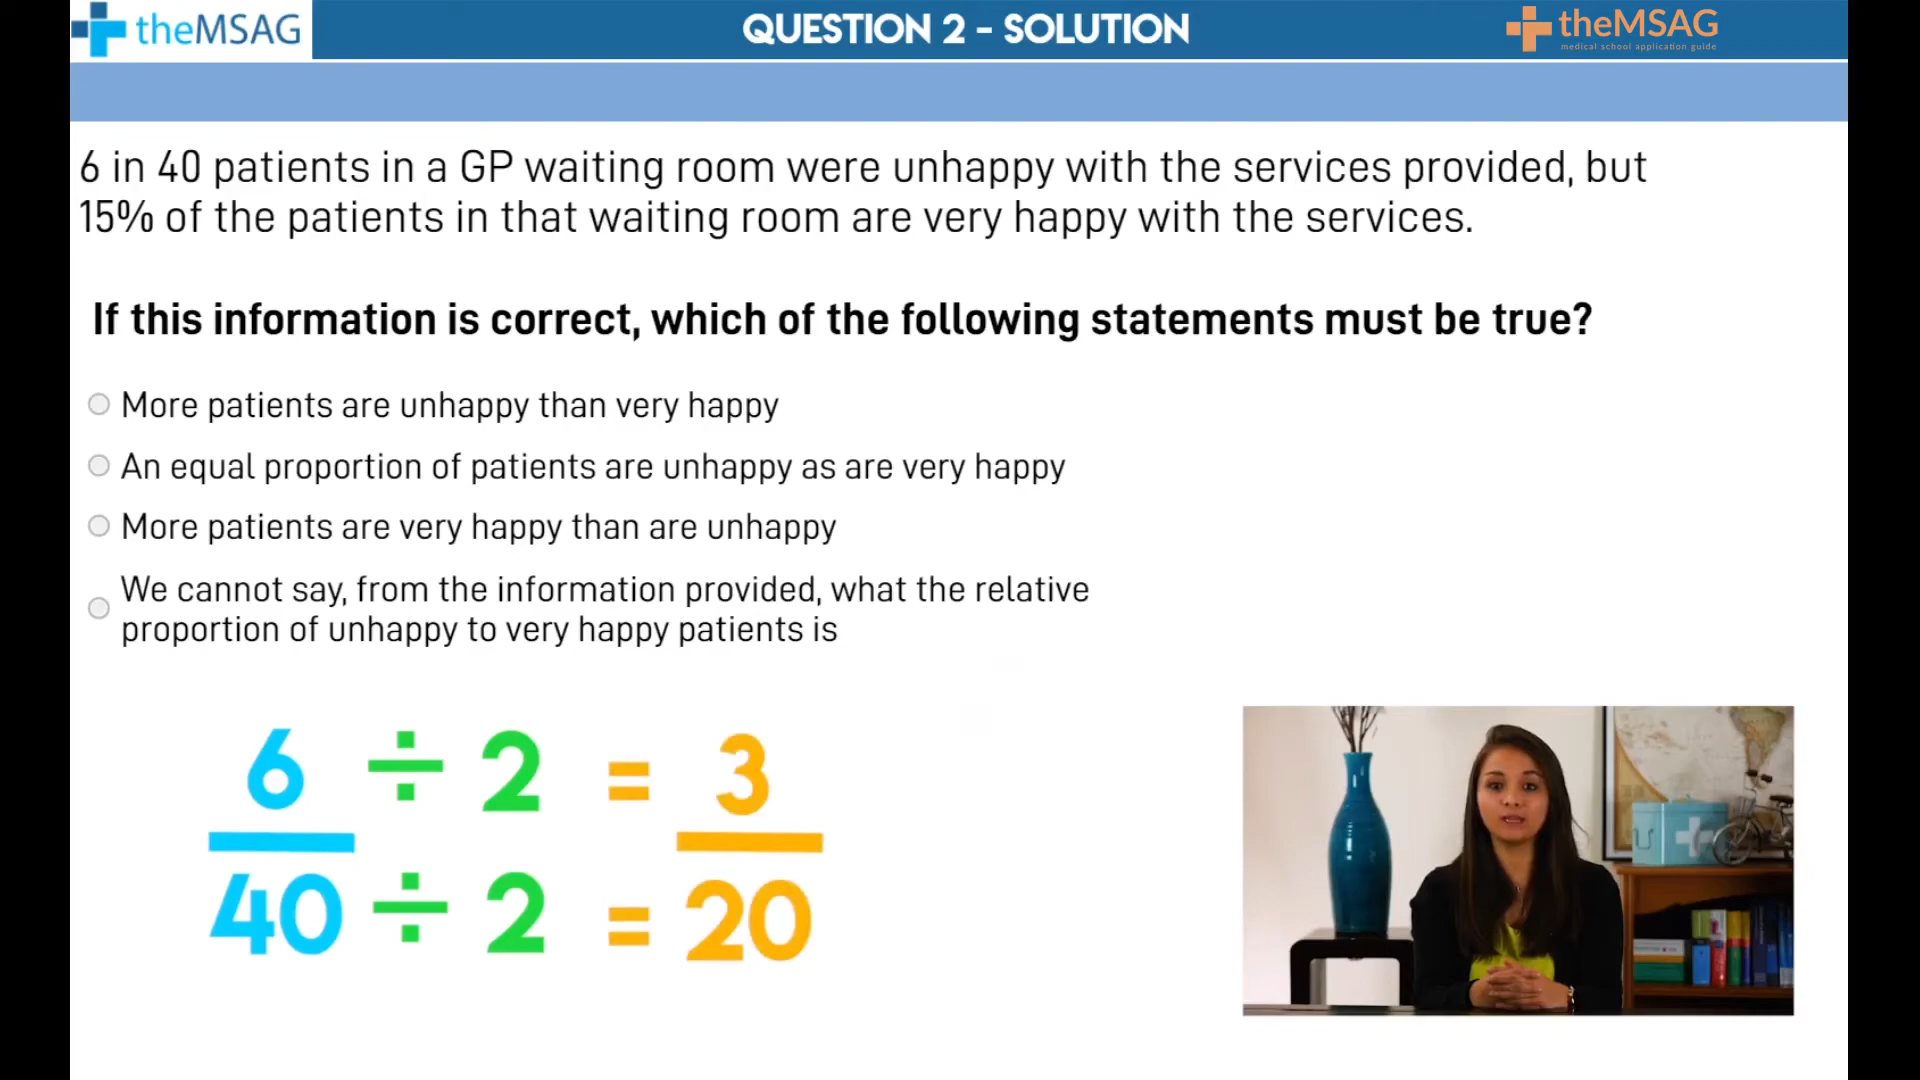 theMSAG
QUESTION 2 - SOLUTION
theMSAG
medical school application guide
6 in 40 patients in a GP waiting room were unhappy with the services provided, but
15% of the patients in that waiting room are very happy with the services.
If this information is correct, which of the following statements must be true?
More patients are unhappy than very happy
An equal proportion of patients are unhappy as are very happy
More patients are very happy than are unhappy
We cannot say, from the information provided, what the relative
proportion of unhappy to very happy patients is
6 ÷ 2 = 3
40 ÷ 2 = 20